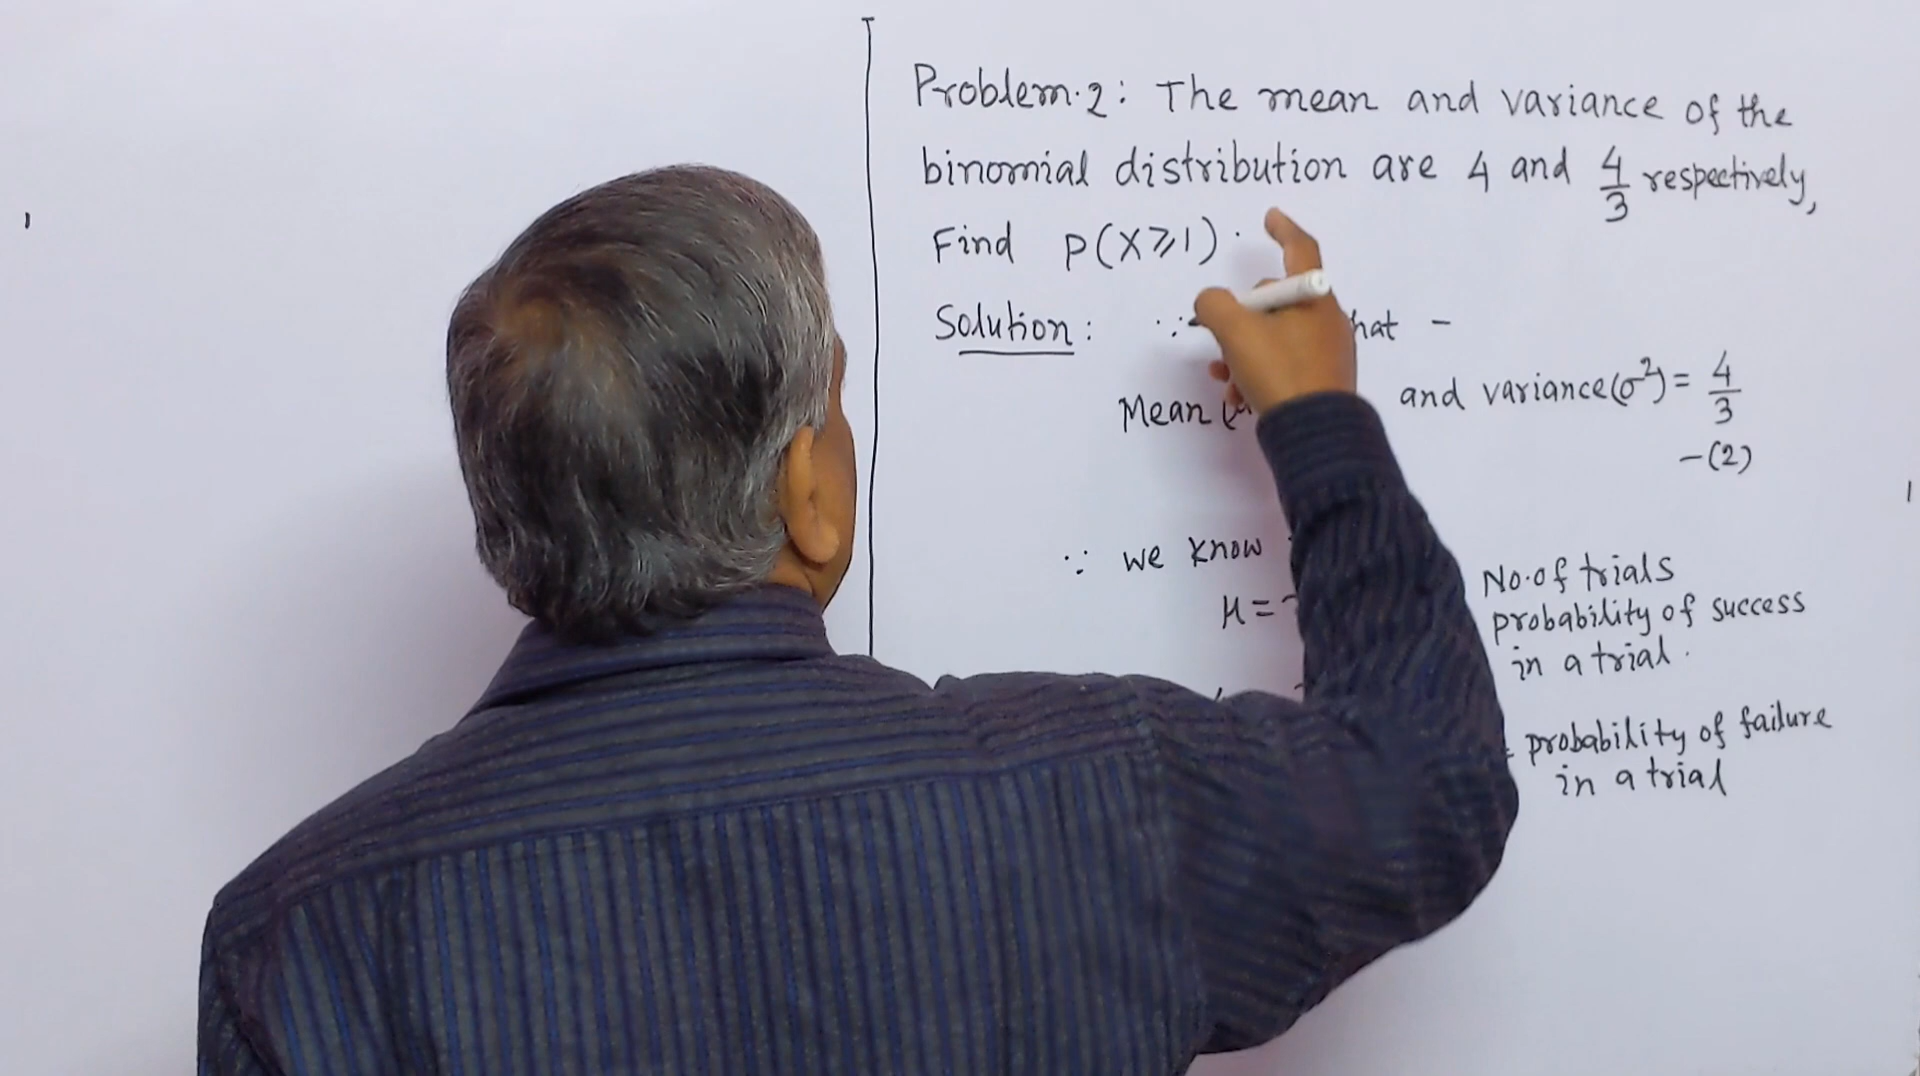 Problem.2: The mean and variance of the
binomial distribution are 4 and 4/3 respectively,
Find P(X⩾1).
Solution: ∵ hat –
Mean ( and variance(σ²) = 4/3
–(2)
∵ we know
No. of trials
μ =
probability of success
in a trial.
= probability of failure
in a trial